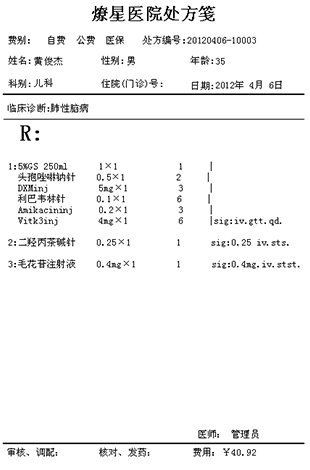 燎星医院处方笺
费别: 自费 公费 医保 处方编号:20120406-10003
姓名:黄俊杰 性别:男 年龄:35
科别:儿科 住院(门诊)号: 日期:2012年 4月 6日
临床诊断:肺性脑病
R:
1:5%GS 250ml 1×1 1 |
头孢唑啉钠针 0.5×1 2 |
DXMinj 5mg×1 3 |
利巴韦林针 0.1×1 6 |
Amikacininj 0.2×1 3 |
Vitk3inj 4mg×1 6 |sig:iv.gtt.qd.
2:二羟丙茶碱针 0.25×1 1 sig:0.25 iv.sts.
3:毛花苷注射液 0.4mg×1 1 sig:0.4mg.iv.stst.
医师: 管理员
审核、调配: 核对、发药: 费用:￥40.92